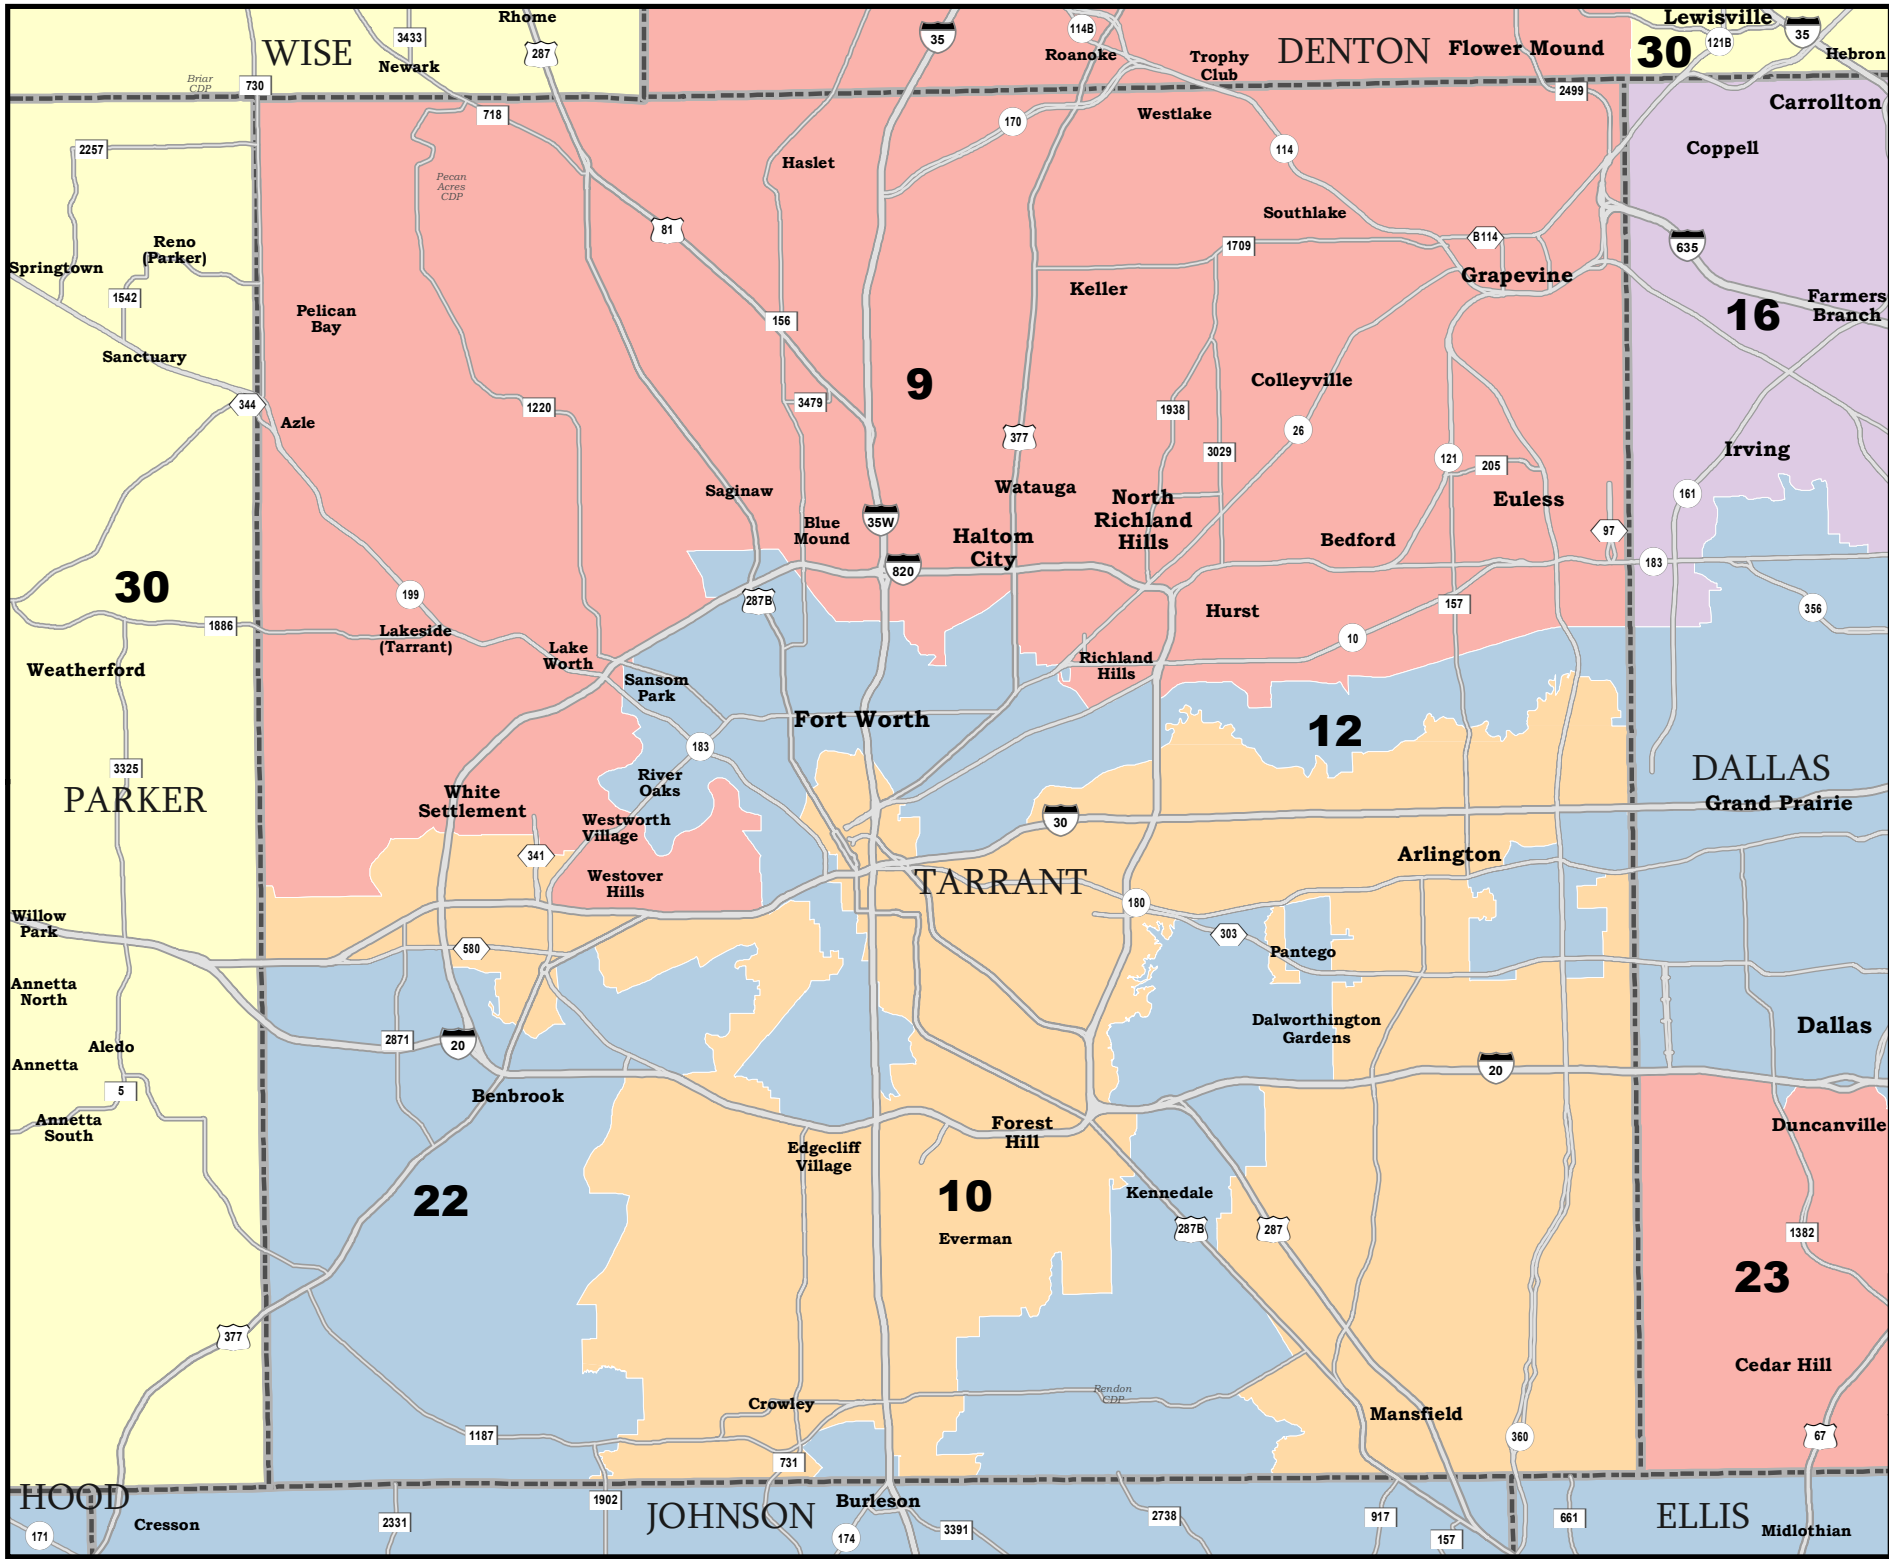 Rhome
Lewisville
3433
WISE
287
35
114B
Roanoke
Trophy
Club
DENTON
Flower Mound
30
121B
35
Hebron
Newark
Briar
CDP
730
718
170
Westlake
2499
Carrollton
2257
Haslet
114
Coppell
Pecan
Acres
CDP
Southlake
81
Reno
(Parker)
1709
B114
635
Springtown
Grapevine
1542
Keller
Pelican
Bay
156
16
Farmers
Branch
Sanctuary
9
Colleyville
344
Azle
1220
3479
377
1938
26
3029
121
205
Irving
Saginaw
Watauga
North
Richland
Hills
Euless
161
Blue
Mound
35W
Haltom
City
Bedford
97
820
183
30
199
287B
157
356
1886
Lakeside
(Tarrant)
Hurst
10
Lake
Worth
Weatherford
Richland
Hills
Sansom
Park
Fort Worth
12
183
3325
River
Oaks
DALLAS
PARKER
White
Settlement
Grand Prairie
Westworth
Village
30
341
Arlington
Westover
Hills
TARRANT
180
Willow
Park
303
580
Pantego
Annetta
North
Dalworthington
Gardens
Dallas
2871
20
Aledo
Annetta
20
5
Benbrook
Annetta
South
Forest
Hill
Duncanville
Edgecliff
Village
22
10
Kennedale
287B
287
Everman
1382
23
377
Cedar Hill
Rendon
CDP
Crowley
Mansfield
1187
360
67
731
HOOD
1902
JOHNSON
Burleson
ELLIS
171
Cresson
2331
174
3391
2738
917
157
661
Midlothian